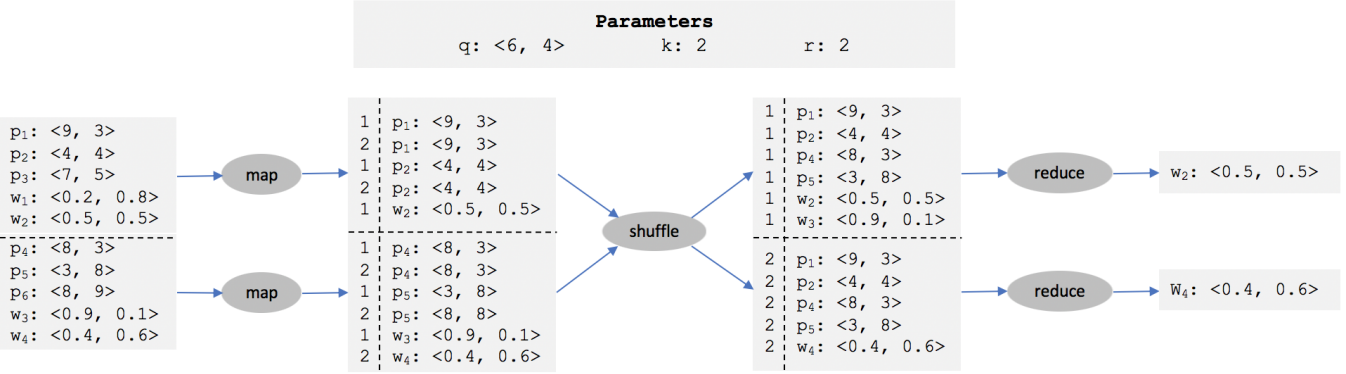 Parameters
q: <6, 4> k: 2 r: 2
p₁: <9, 3>
p₂: <4, 4>
p₃: <7, 5>
w₁: <0.2, 0.8>
w₂: <0.5, 0.5>
p₄: <8, 3>
p₅: <3, 8>
p₆: <8, 9>
w₃: <0.9, 0.1>
w₄: <0.4, 0.6>
map
map
1 p₁: <9, 3>
2 p₁: <9, 3>
1 p₂: <4, 4>
2 p₂: <4, 4>
1 w₂: <0.5, 0.5>
1 p₄: <8, 3>
2 p₄: <8, 3>
1 p₅: <3, 8>
2 p₅: <8, 8>
1 w₃: <0.9, 0.1>
2 w₄: <0.4, 0.6>
shuffle
1 p₁: <9, 3>
1 p₂: <4, 4>
1 p₄: <8, 3>
1 p₅: <3, 8>
1 w₂: <0.5, 0.5>
1 w₃: <0.9, 0.1>
2 p₁: <9, 3>
2 p₂: <4, 4>
2 p₄: <8, 3>
2 p₅: <3, 8>
2 w₄: <0.4, 0.6>
reduce
reduce
w₂: <0.5, 0.5>
W₄: <0.4, 0.6>